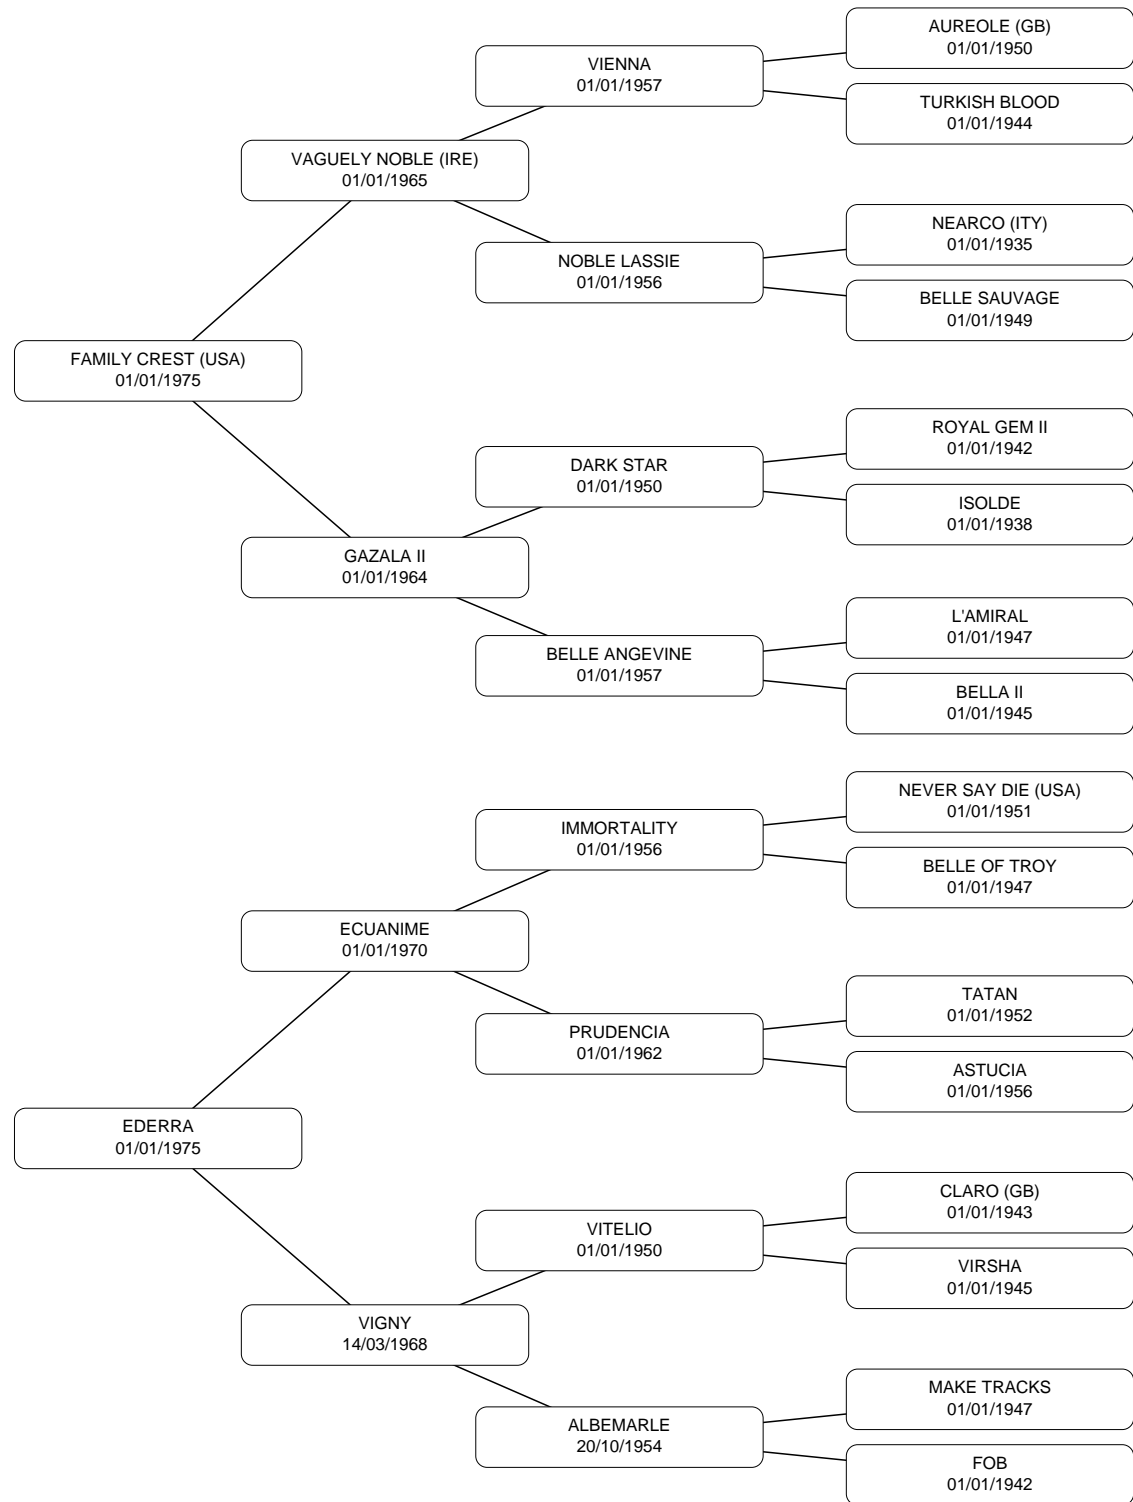 AUREOLE (GB)
01/01/1950
VIENNA
01/01/1957
TURKISH BLOOD
01/01/1944
VAGUELY NOBLE (IRE)
01/01/1965
NEARCO (ITY)
01/01/1935
NOBLE LASSIE
01/01/1956
BELLE SAUVAGE
01/01/1949
FAMILY CREST (USA)
01/01/1975
ROYAL GEM II
01/01/1942
DARK STAR
01/01/1950
ISOLDE
01/01/1938
GAZALA II
01/01/1964
L'AMIRAL
01/01/1947
BELLE ANGEVINE
01/01/1957
BELLA II
01/01/1945
NEVER SAY DIE (USA)
01/01/1951
IMMORTALITY
01/01/1956
BELLE OF TROY
01/01/1947
ECUANIME
01/01/1970
TATAN
01/01/1952
PRUDENCIA
01/01/1962
ASTUCIA
01/01/1956
EDERRA
01/01/1975
CLARO (GB)
01/01/1943
VITELIO
01/01/1950
VIRSHA
01/01/1945
VIGNY
14/03/1968
MAKE TRACKS
01/01/1947
ALBEMARLE
20/10/1954
FOB
01/01/1942